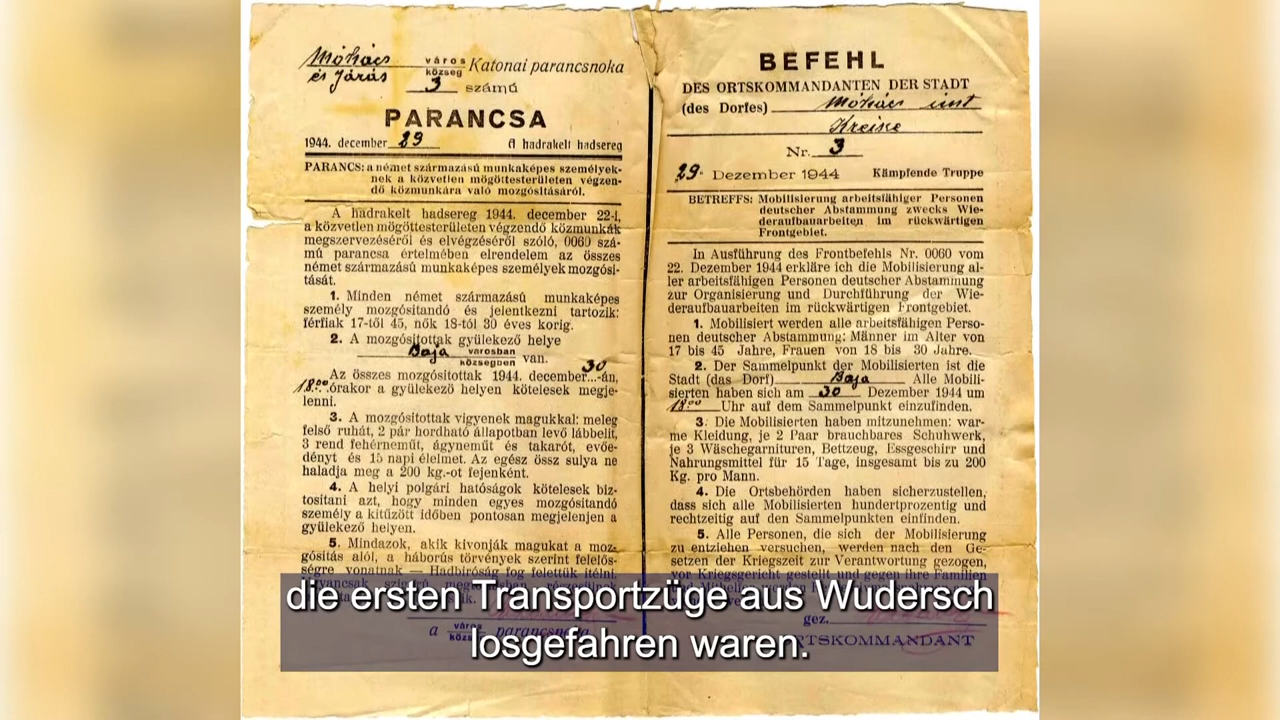 Mohács város
és Járás község Katonai parancsnoka
3 számú
PARANCSA
1944. december 29 A hadrakelt hadsereg
PARANCS: a német származású munkaképes személyek-
nek a közvetlen mögöttesterületen végzen-
dő közmunkára való mozgósításáról.
A hadrakelt hadsereg 1944. december 22-i,
a közvetlen mögöttesterületen végzendő közmunkák
megszervezéséről és elvégzéséről szóló, 0060 szá-
mú parancsa értelmében elrendelem az összes
német származású munkaképes személyek mozgósi-
tását.
1. Minden német származású munkaképes
személy mozgósitandó és jelentkezni tartozik:
férfiak 17-től 45, nők 18-tól 30 éves korig.
2. A mozgósitottak gyülekező helye
Baja városban
községben van.
Az összes mozgósitottak 1944. december 30-án,
18.00 órakor a gyülekező helyen kötelesek megje-
lenni.
3. A mozgósitottak vigyenek magukkal: meleg
felső ruhát, 2 pár hordható állapotban levő lábbelit,
3 rend fehérneműt, ágyneműt és takarót, evőe-
dényt és 15 napi élelmet. Az egész össz sulya ne
haladja meg a 200 kg.-ot fejenként.
4. A helyi polgári hatóságok kötelesek biz-
tositani azt, hogy minden egyes mozgósitandó
személy a kitűzött időben pontosan megjelenjen a
gyülekező helyen.
5. Mindazok, akik kivonják magukat a moz-
gósitás alól, a háborús törvények szerint felelős-
ségre vonatnak — Hadbiróság fog felettük itélni.
a város
parancsnoka
BEFEHL
DES ORTSKOMMANDANTEN DER STADT
(des Dorfes) Mohács und
Kreise
Nr. 3
29. Dezember 1944 Kämpfende Truppe
BETREFFS: Mobilisierung arbeitsfähiger Personen
deutscher Abstammung zwecks Wie-
deraufbauarbeiten im rückwärtigen
Frontgebiet.
In Ausführung des Frontbefehls Nr. 0060 vom
22. Dezember 1944 erkläre ich die Mobilisierung al-
ler arbeitsfähigen Personen deutscher Abstammung
zur Organisierung und Durchführung der Wie-
deraufbauarbeiten im rückwärtigen Frontgebiet.
1. Mobilisiert werden alle arbeitsfähigen Perso-
nen deutscher Abstammung: Männer im Alter von
17 bis 45 Jahre, Frauen von 18 bis 30 Jahre.
2. Der Sammelpunkt der Mobilisierten ist die
Stadt (das Dorf) Baja Alle Mobili-
sierten haben sich am 30 Dezember 1944 um
18.00 Uhr auf dem Sammelpunkt einzufinden.
3. Die Mobilisierten haben mitzunehmen: war-
me Kleidung, je 2 Paar brauchbares Schuhwerk,
je 3 Wäschegarnituren, Bettzeug, Essgeschirr und
Nahrungsmittel für 15 Tage, insgesamt bis zu 200
Kg. pro Mann.
4. Die Ortsbehörden haben sicherzustellen,
dass sich alle Mobilisierten hundertprozentig und
rechtzeitig auf den Sammelpunkten einfinden.
5. Alle Personen, die sich der Mobilisierung
zu entziehen versuchen, werden nach den Ge-
setzen der Kriegszeit zur Verantwortung gezogen,
vor Kriegsgericht gestellt und gegen ihre Familien
gez.
ORTSKOMMANDANT
die ersten Transportzüge aus Wudersch
losgefahren waren.